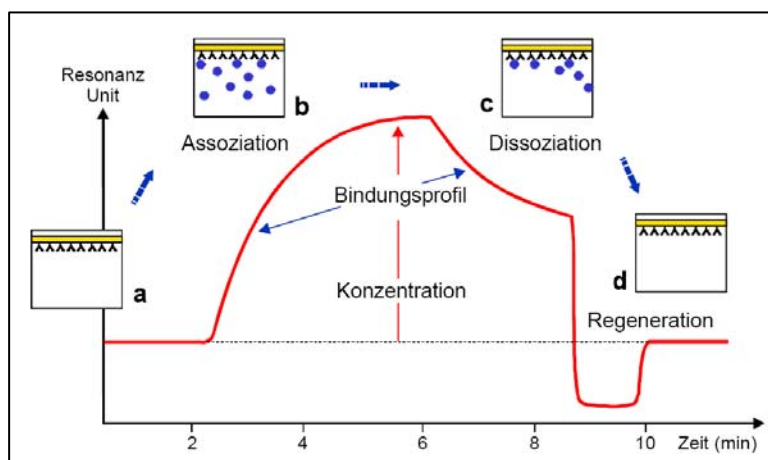 Resonanz
Unit
b
Assoziation
c
Dissoziation
Bindungsprofil
a
Konzentration
d
Regeneration
2
4
6
8
10
Zeit (min)